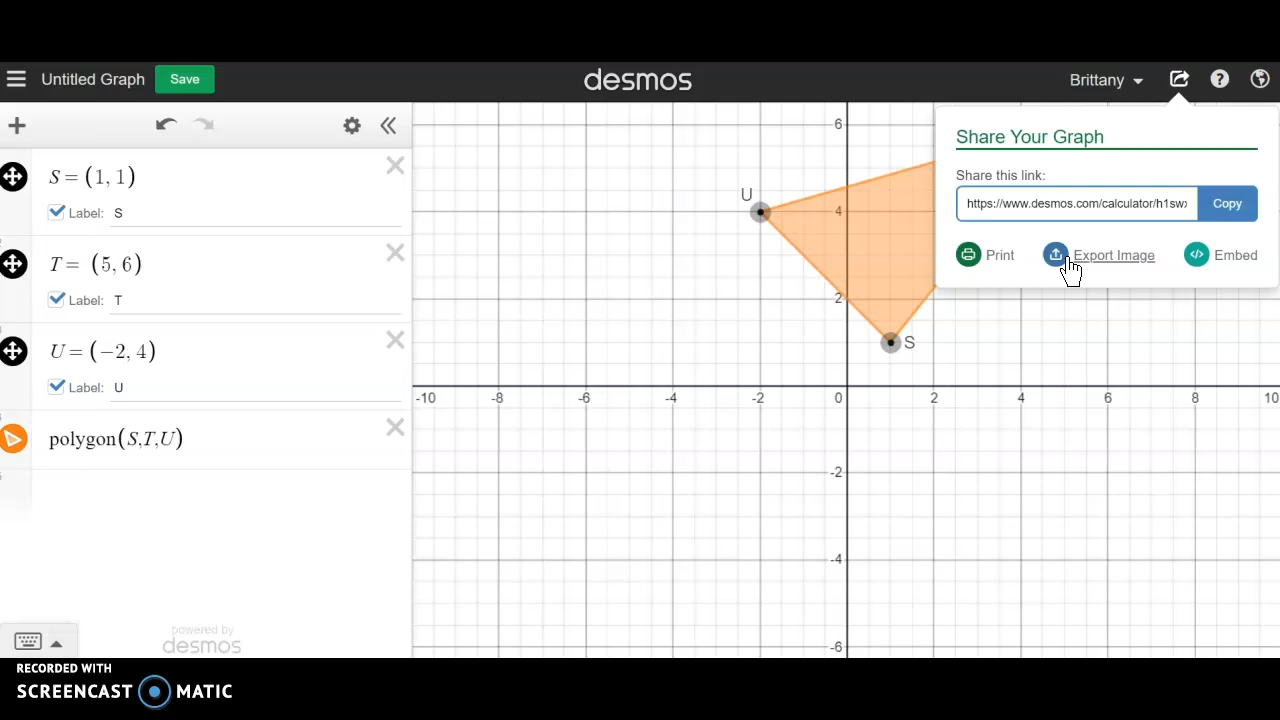 Untitled Graph Save desmos Brittany
S = (1, 1)
Label: S
T = (5, 6)
Label: T
U = (−2, 4)
Label: U
polygon(S,T,U)
powered by
desmos
Share Your Graph
Share this link:
https://www.desmos.com/calculator/h1sw Copy
Print Export Image Embed
6
U
4
2
S
-10 -8 -6 -4 -2 0 2 4 6 8 10
-2
-4
-6
RECORDED WITH
SCREENCAST MATIC